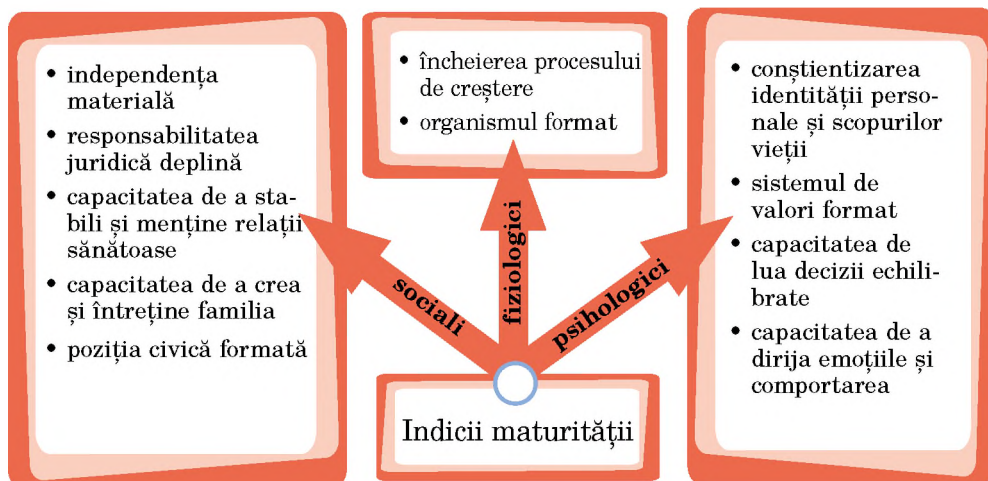 • independența
materială
• responsabilitatea
juridică deplină
• capacitatea de a sta-
bili și menține relații
sănătoase
• capacitatea de a crea
și întreține familia
• poziția civică formată
• încheierea procesului
de creștere
• organismul format
• conștientizarea
identității perso-
nale și scopurilor
vieții
• sistemul de
valori format
• capacitatea de
lua decizii echili-
brate
• capacitatea de a
dirija emoțiile și
comportarea
sociali
fiziologici
psihologici
Indicii maturității